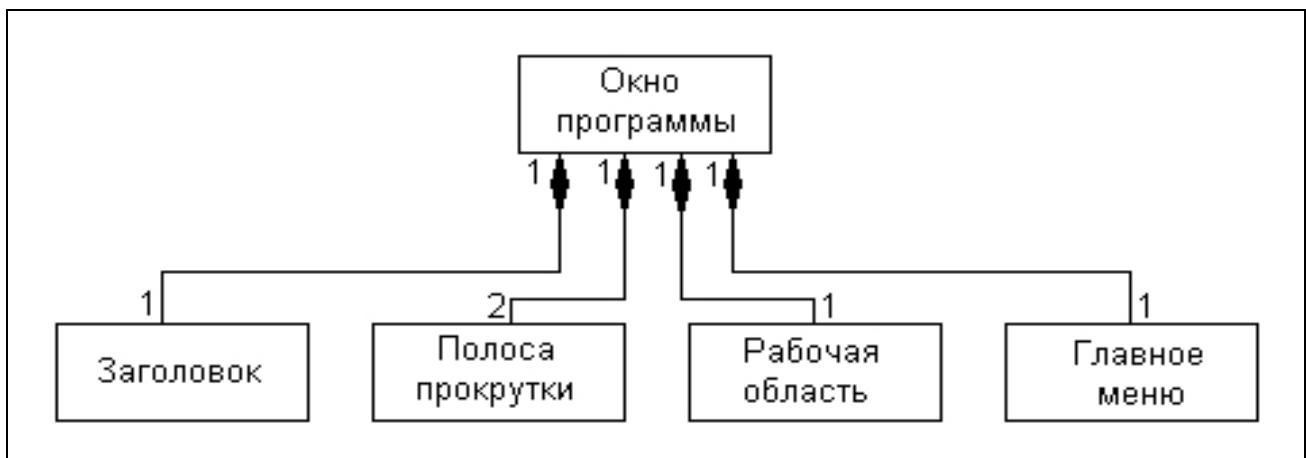 Окно
программы
1 1 1 1
1 2 1 1
Заголовок
Полоса
прокрутки
Рабочая
область
Главное
меню